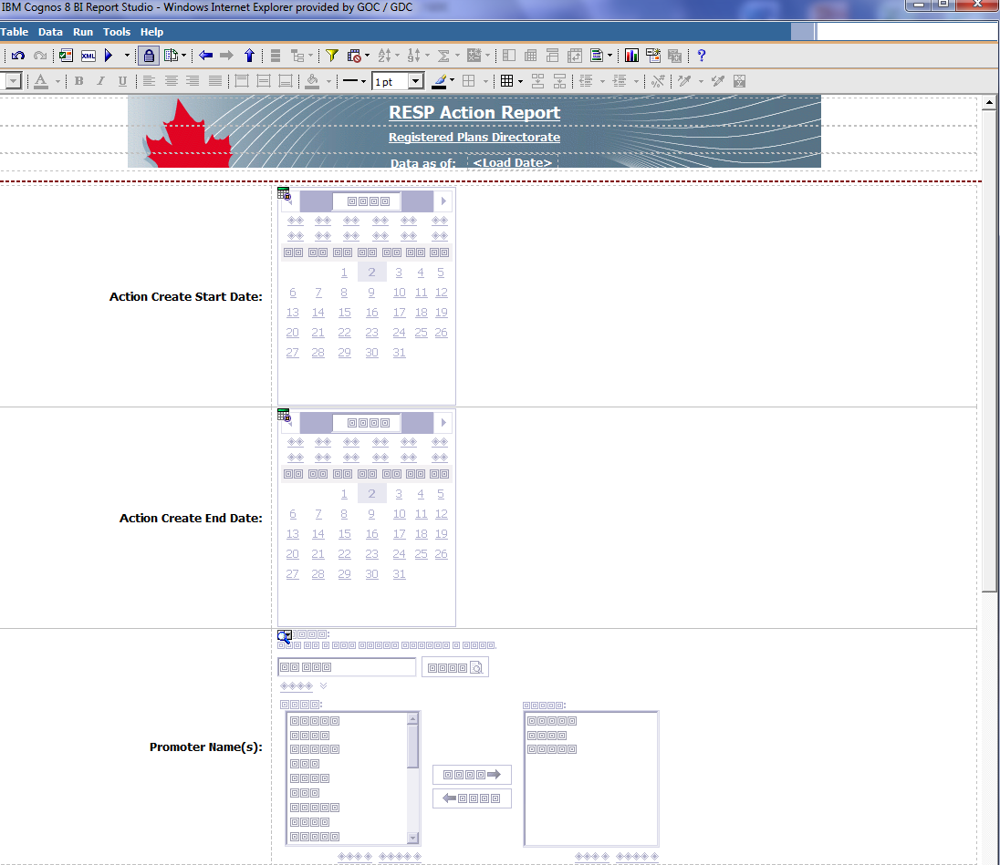 IBM Cognos 8 BI Report Studio - Windows Internet Explorer provided by GOC / GDC
Table Data Run Tools Help
XML
?
A B I U 1 pt
RESP Action Report
Registered Plans Directorate
Data as of: <Load Date>
Action Create Start Date:
1 2 3 4 5
6 7 8 9 10 11 12
13 14 15 16 17 18 19
20 21 22 23 24 25 26
27 28 29 30 31
Action Create End Date:
1 2 3 4 5
6 7 8 9 10 11 12
13 14 15 16 17 18 19
20 21 22 23 24 25 26
27 28 29 30 31
Promoter Name(s):